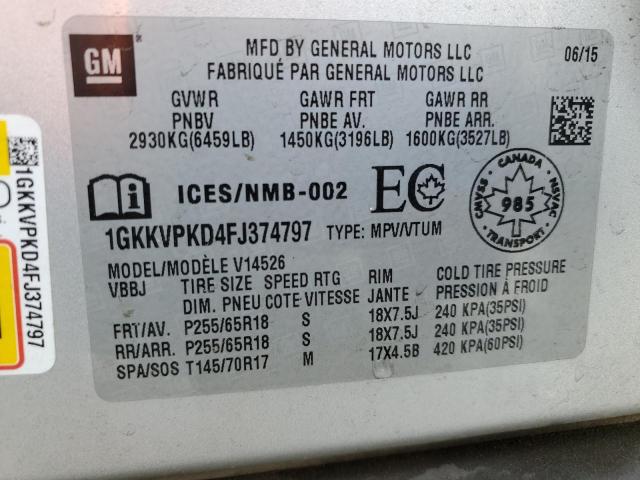 GM
MFD BY GENERAL MOTORS LLC
06/15
FABRIQUÉ PAR GENERAL MOTORS LLC
GVWR GAWR FRT GAWR RR
PNBV PNBE AV. PNBE ARR.
2930KG(6459LB) 1450KG(3196LB) 1600KG(3527LB)
ICES/NMB-002
EC
CANADA
CMVSS
NSVAC
985
TRANSPORT
1GKKVPKD4FJ374797 TYPE: MPV/VTUM
MODEL/MODÈLE V14526
VBBJ TIRE SIZE SPEED RTG RIM COLD TIRE PRESSURE
DIM. PNEU COTE VITESSE JANTE PRESSION À FROID
FRT/AV. P255/65R18 S 18X7.5J 240 KPA(35PSI)
RR/ARR. P255/65R18 S 18X7.5J 240 KPA(35PSI)
SPA/SOS T145/70R17 M 17X4.5B 420 KPA(60PSI)
1GKKVPKD4FJ374797